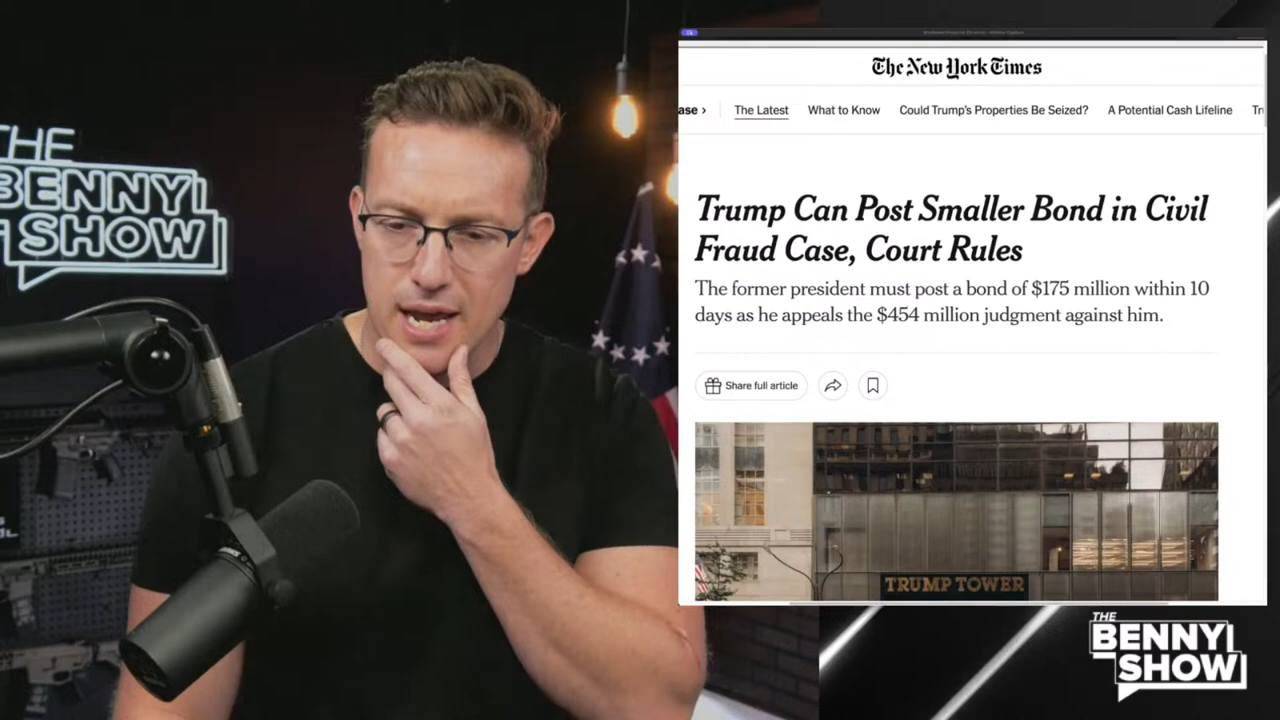 THE
BENNY
SHOW
The New York Times
ase ›
The Latest
What to Know
Could Trump's Properties Be Seized?
A Potential Cash Lifeline
Tr
Trump Can Post Smaller Bond in Civil
Fraud Case, Court Rules
The former president must post a bond of $175 million within 10
days as he appeals the $454 million judgment against him.
Share full article
TRUMP TOWER
THE
BENNY
SHOW